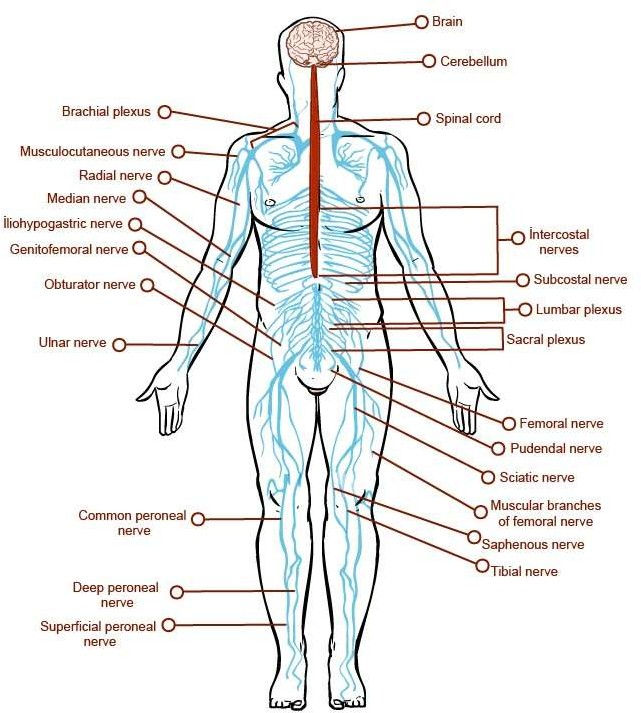 Brain
Cerebellum
Brachial plexus
Spinal cord
Musculocutaneous nerve
Radial nerve
Median nerve
İliohypogastric nerve
Genitofemoral nerve
Obturator nerve
Ulnar nerve
İntercostal
nerves
Subcostal nerve
Lumbar plexus
Sacral plexus
Femoral nerve
Pudendal nerve
Sciatic nerve
Muscular branches
of femoral nerve
Saphenous nerve
Tibial nerve
Common peroneal
nerve
Deep peroneal
nerve
Superficial peroneal
nerve